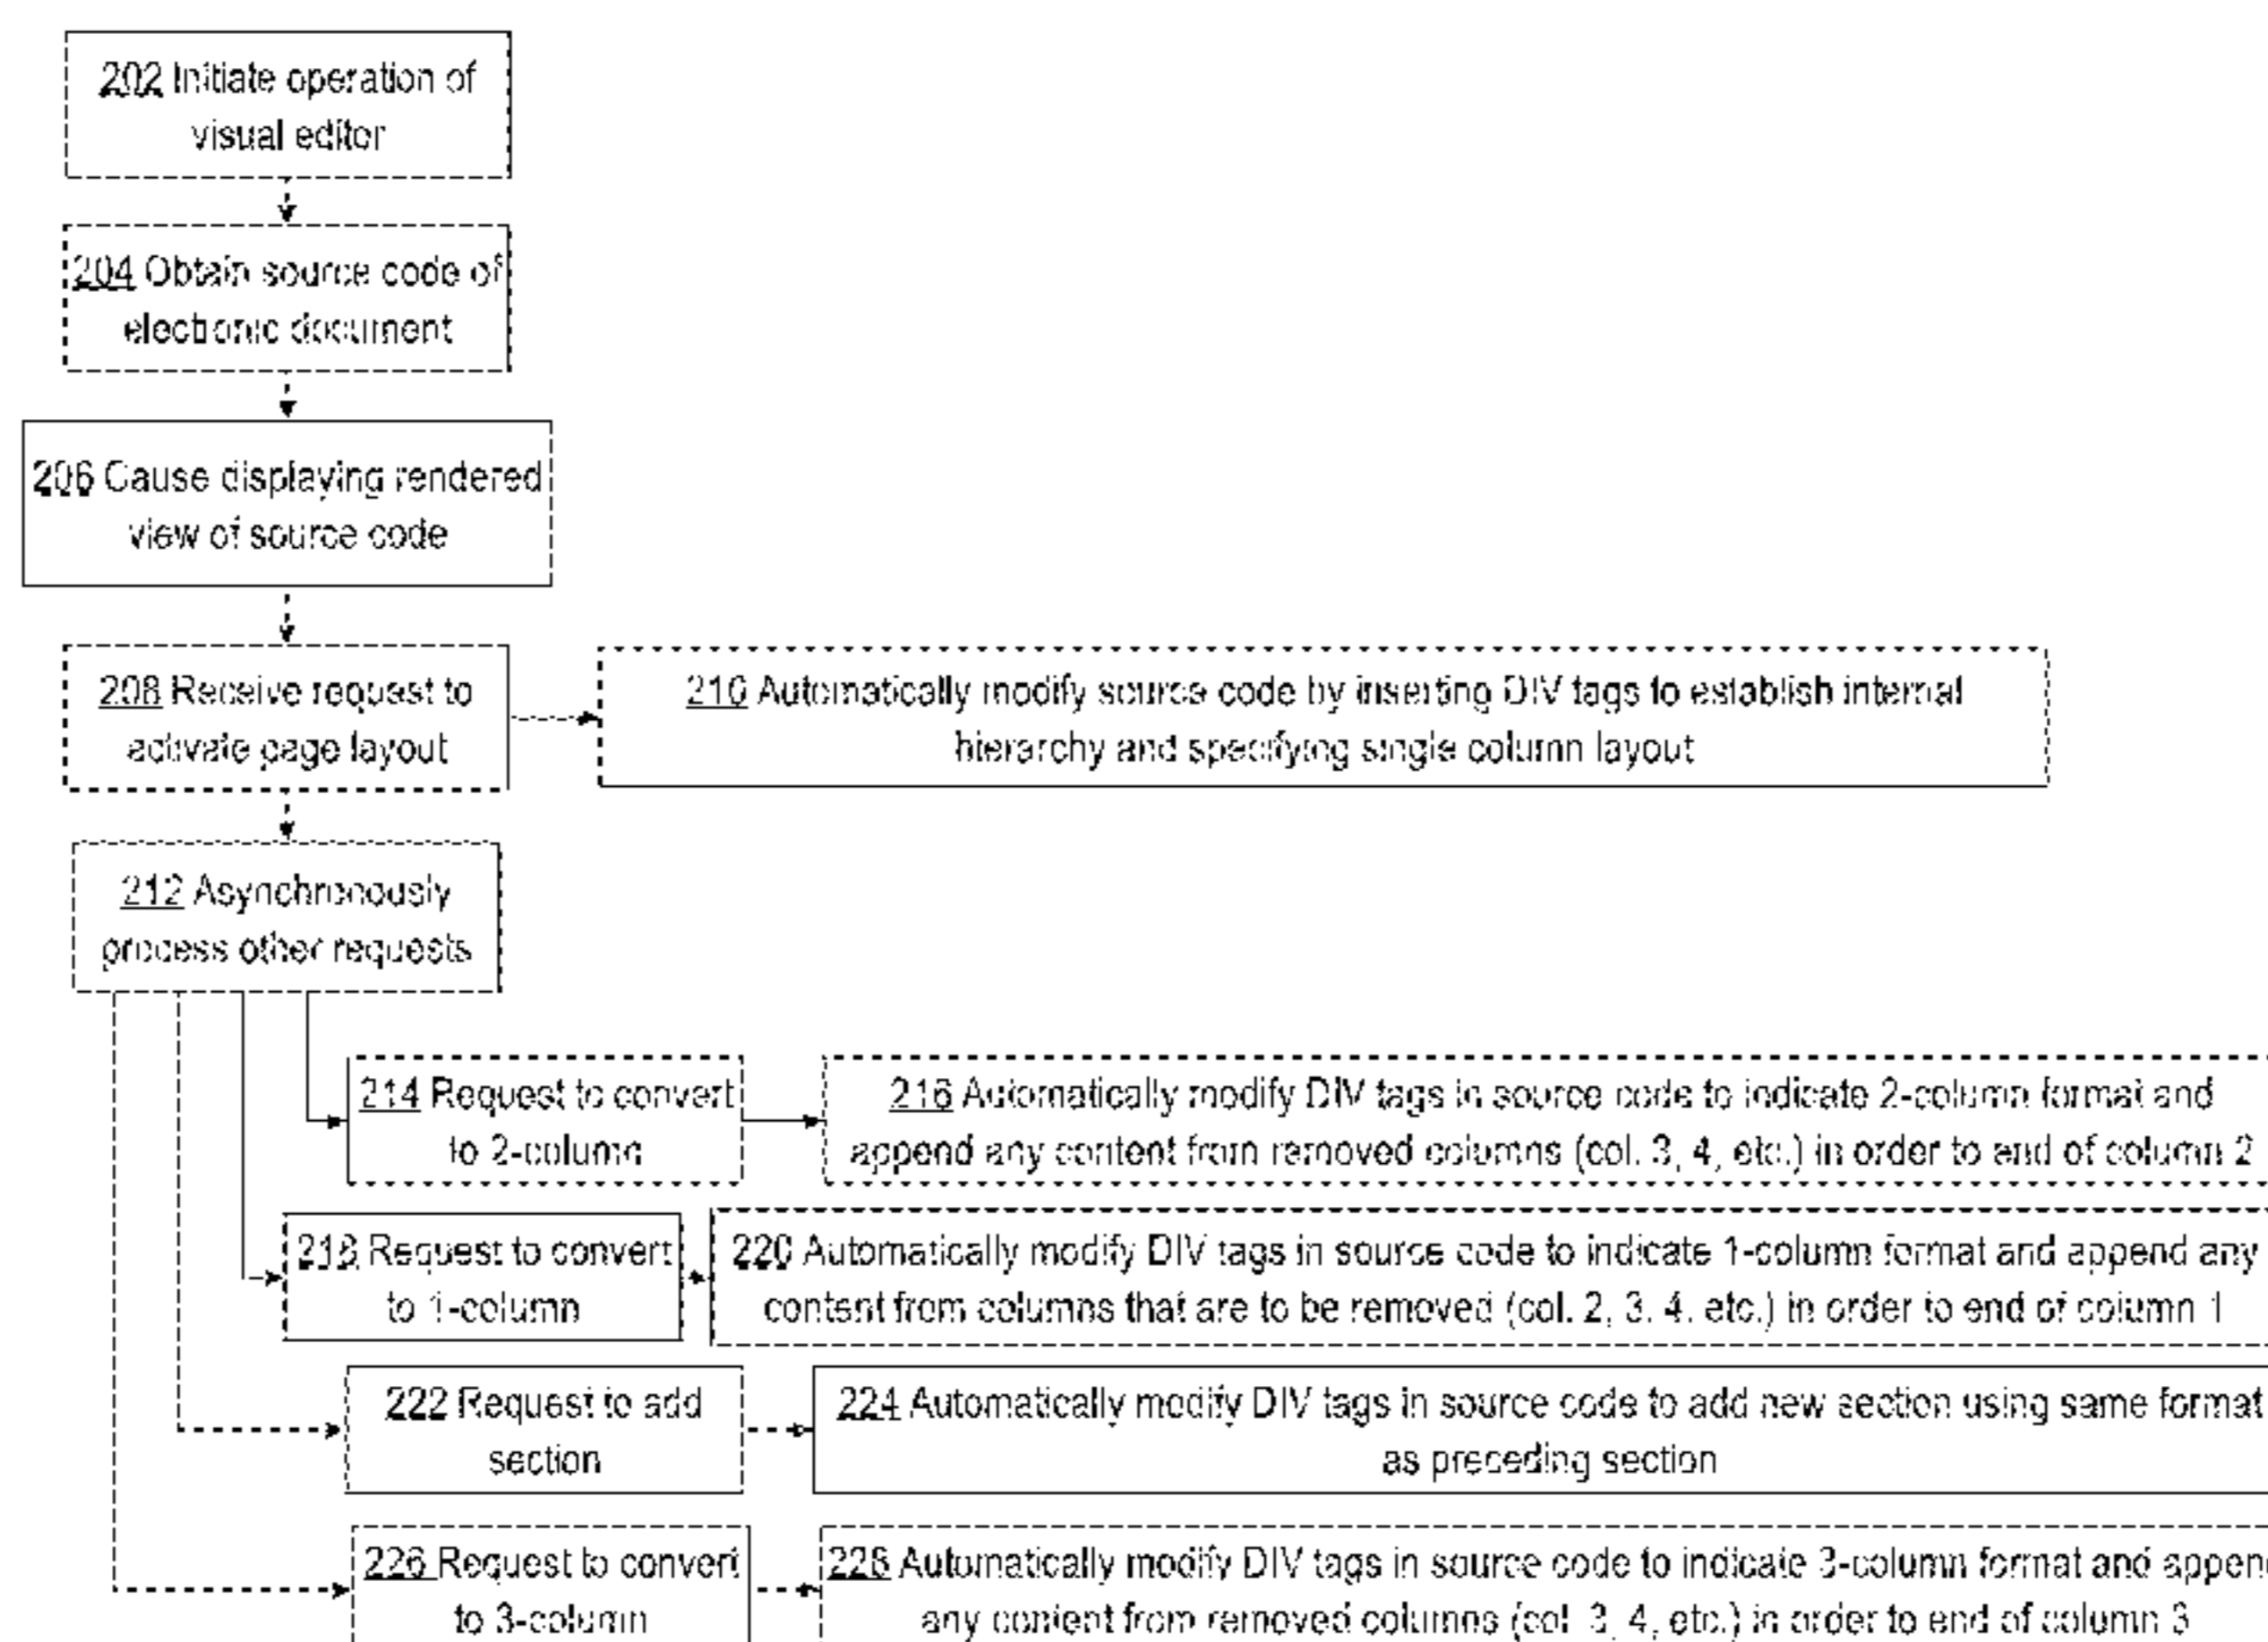 202 Initiate operation of
visual editor
204 Obtain source code of
electronic document
206 Cause displaying rendered
view of source code
208 Receive request to
activate page layout
210 Automatically modify source code by inserting DIV tags to establish internal
hierarchy and specifying single column layout
212 Asynchronously
process other requests
214 Request to convert
to 2-column
216 Automatically modify DIV tags in source code to indicate 2-column format and
append any content from removed columns (col. 3, 4, etc.) in order to end of column 2
218 Request to convert
to 1-column
220 Automatically modify DIV tags in source code to indicate 1-column format and append any
content from columns that are to be removed (col. 2, 3, 4, etc.) in order to end of column 1
222 Request to add
section
224 Automatically modify DIV tags in source code to add new section using same format
as preceding section
226 Request to convert
to 3-column
228 Automatically modify DIV tags in source code to indicate 3-column format and append
any content from removed columns (col. 3, 4, etc.) in order to end of column 3